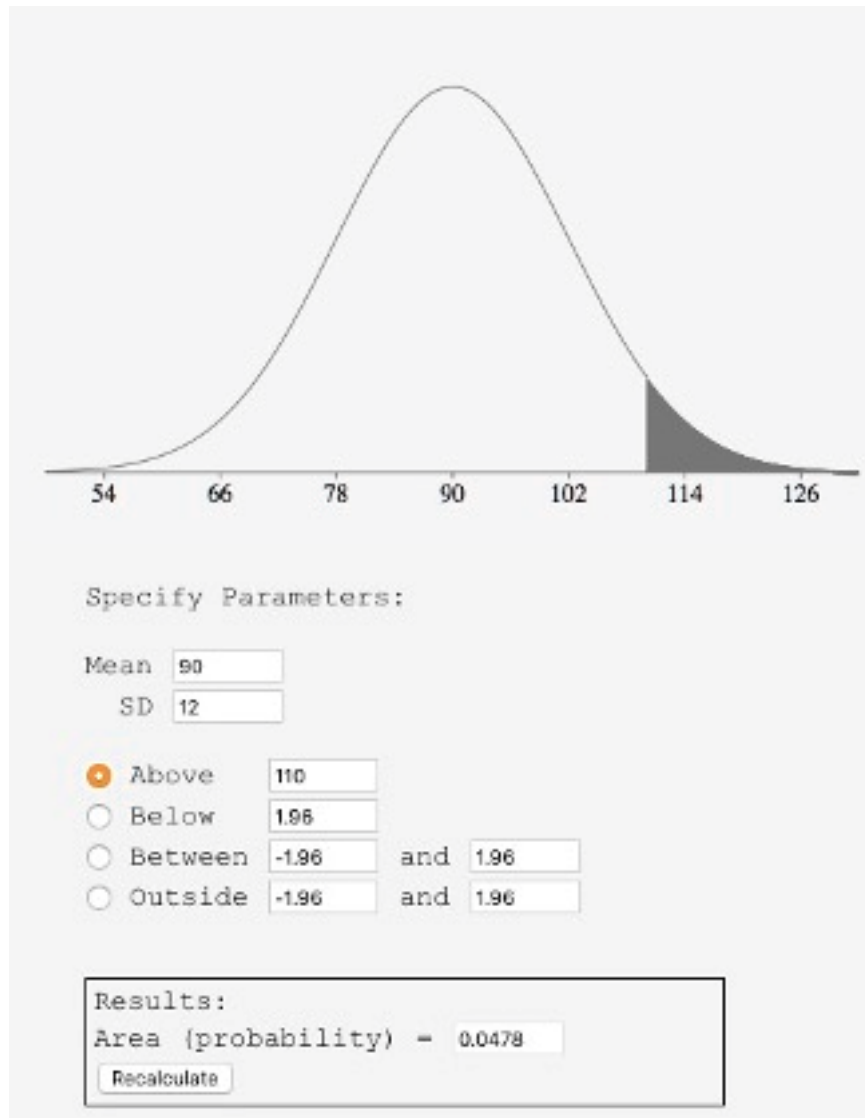 54 66 78 90 102 114 126
Specify Parameters:
Mean 90
SD 12
Above 110
Below 1.96
Between -1.96 and 1.96
Outside -1.96 and 1.96
Results:
Area (probability) = 0.0478
Recalculate